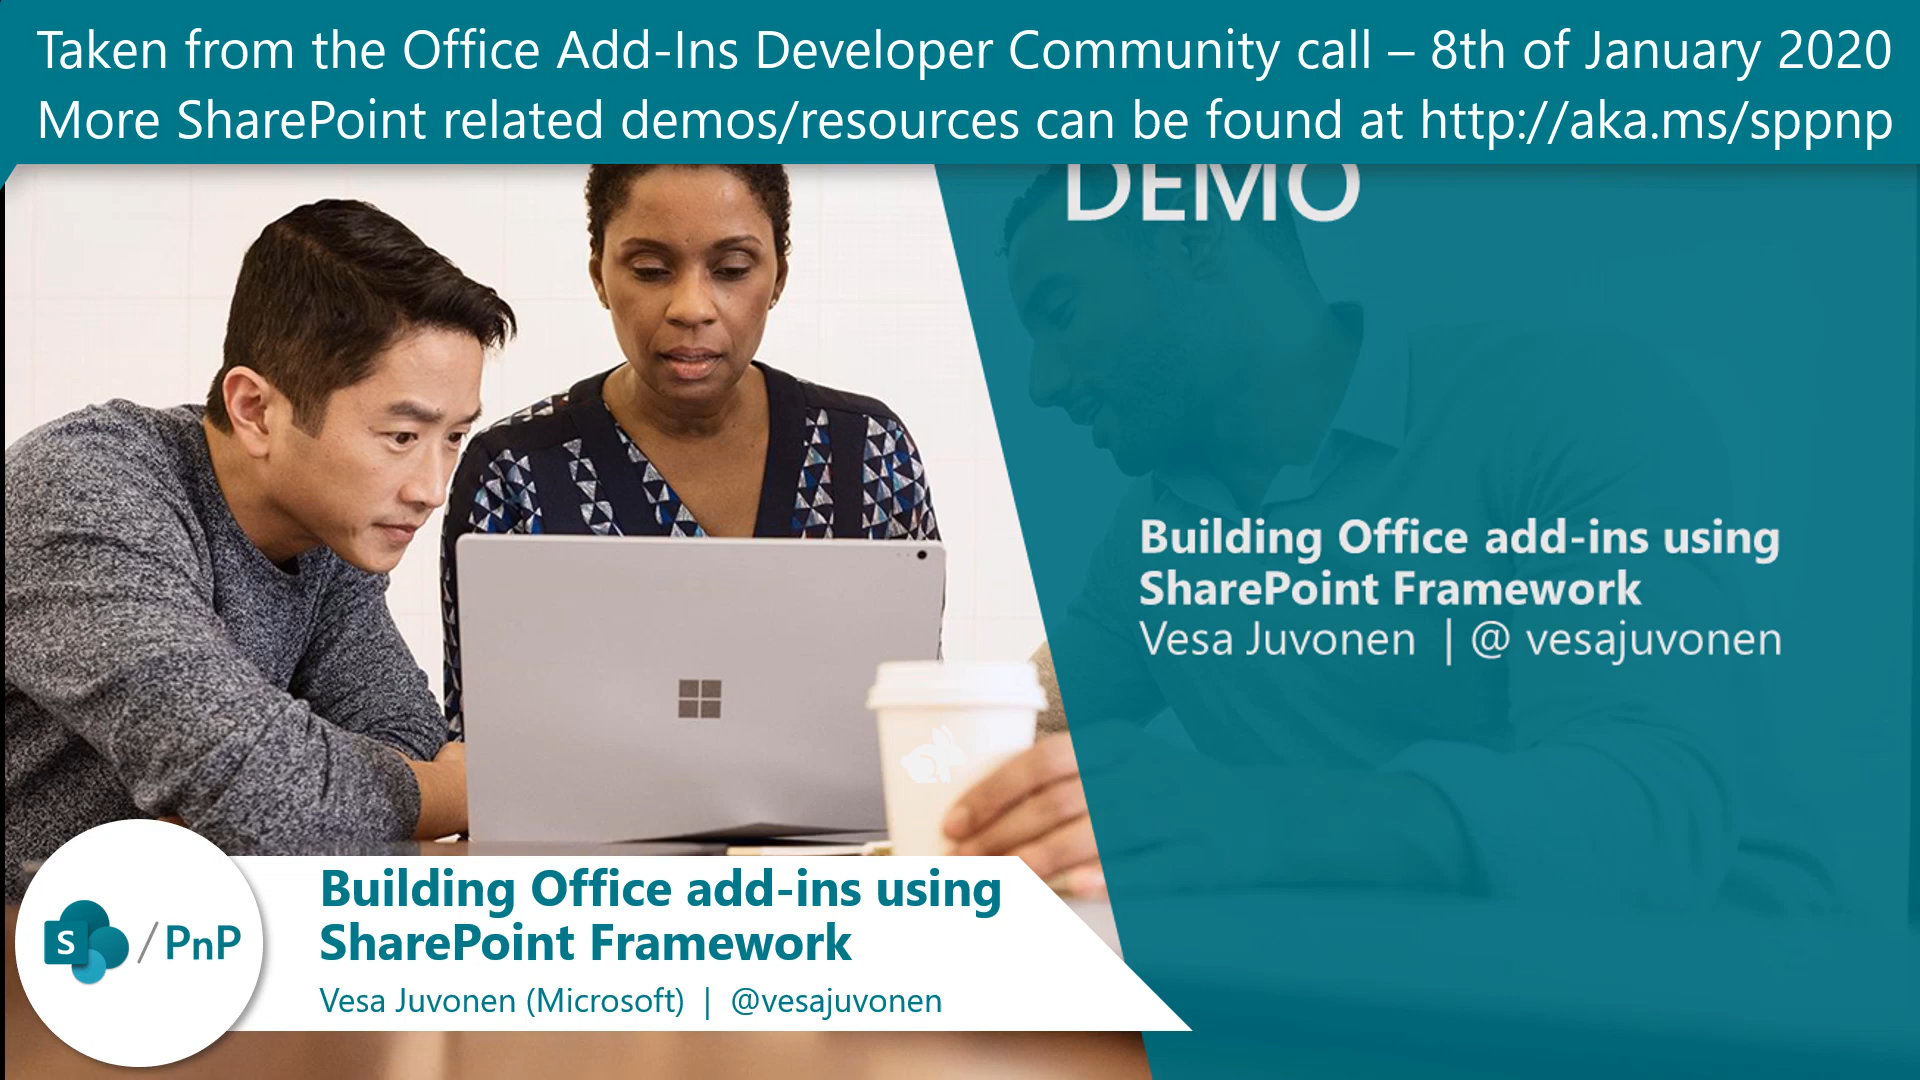 Taken from the Office Add-Ins Developer Community call – 8th of January 2020
More SharePoint related demos/resources can be found at http://aka.ms/sppnp
DEMO
Building Office add-ins using
SharePoint Framework
Vesa Juvonen | @ vesajuvonen
S / PnP
Building Office add-ins using
SharePoint Framework
Vesa Juvonen (Microsoft) | @vesajuvonen